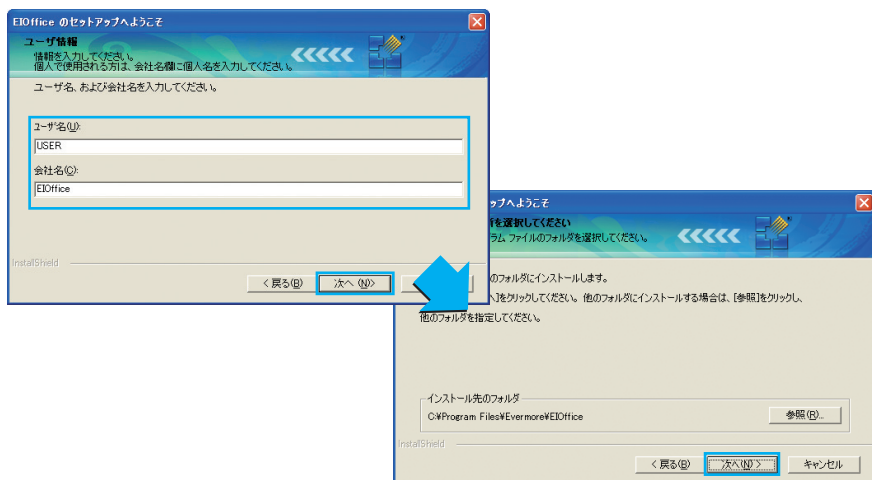 EIOffice のセットアップへようこそ
ユーザ情報
情報を入力してください。
個人で使用される方は、会社名欄に個人名を入力してください。
ユーザ名、および会社名を入力してください。
ユーザ名(U):
USER
会社名(C):
EIOffice
InstallShield
< 戻る(B)
次へ (N)>
ップへようこそ
を選択してください
ラム ファイルのフォルダを選択してください。
のフォルダにインストールします。
]をクリックしてください。他のフォルダにインストールする場合は、[参照]をクリックし、
他のフォルダを指定してください。
インストール先のフォルダ
C:¥Program Files¥Evermore¥EIOffice
参照(R)...
InstallShield
< 戻る(B)
次へ(N) >
キャンセル